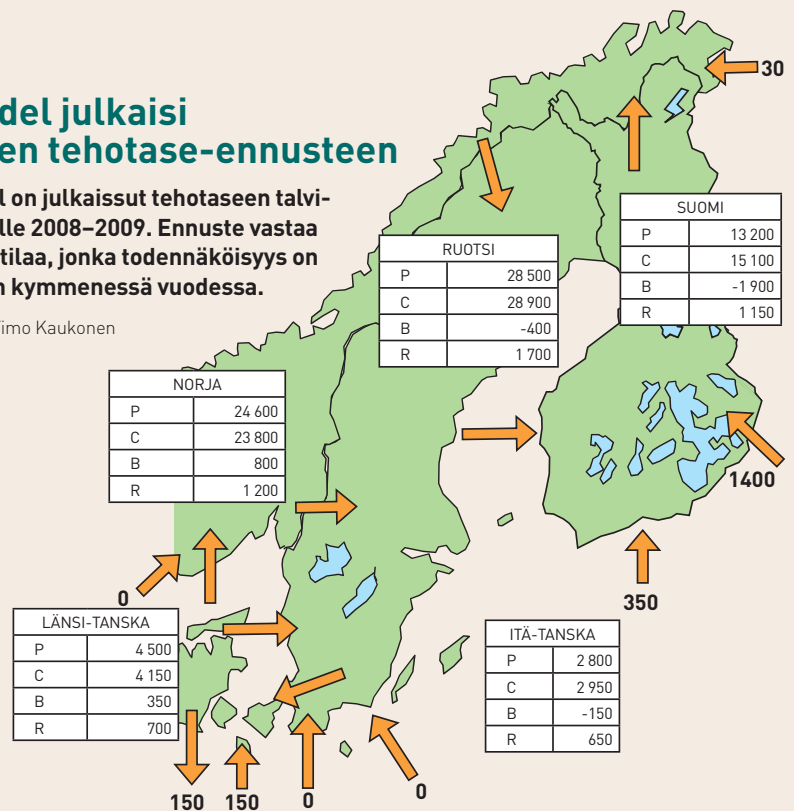 del julkaisi
en tehotase-ennusteen
l on julkaissut tehotaseen talvi-
lle 2008–2009. Ennuste vastaa
tilaa, jonka todennäköisyys on
n kymmenessä vuodessa.
imo Kaukonen
30
SUOMI
P 13 200
C 15 100
B -1 900
R 1 150
RUOTSI
P 28 500
C 28 900
B -400
R 1 700
NORJA
P 24 600
C 23 800
B 800
R 1 200
1400
350
0
LÄNSI-TANSKA
P 4 500
C 4 150
B 350
R 700
ITÄ-TANSKA
P 2 800
C 2 950
B -150
R 650
150
150
0
0